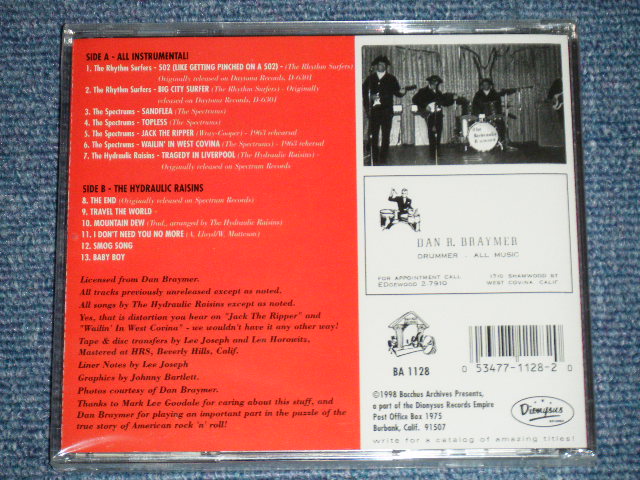 SIDE A - ALL INSTRUMENTAL!
1. The Rhythm Surfers - 502 (LIKE GETTING PINCHED ON A 502) - (The Rhythm Surfers)
Originally released on Daytona Records, D-6301
2. The Rhythm Surfers - BIG CITY SURFER (The Rhythm Surfers) - Originally
released on Daytona Records, D-6301
3. The Spectrums - SANDFLEA (The Spectrums)
4. The Spectrums - TOPLESS (The Spectrums)
5. The Spectrums - JACK THE RIPPER (Wray-Cooper) - 1963 rehearsal
6. The Spectrums - WAILIN' IN WEST COVINA (The Spectrums) - 1963 rehersal
7. The Hydraulic Raisins - TRAGEDY IN LIVERPOOL (The Hydraulic Raisins) -
Originally released on Spectrum Records
SIDE B - THE HYDRAULIC RAISINS
8. THE END (Originally released on Spectrum Records)
9. TRAVEL THE WORLD
10. MOUNTAIN DEW (Trad., arranged by The Hydraulic Raisins)
11. I DON'T NEED YOU NO MORE (A. Lloyd/W. Matteson)
12. SMOG SONG
13. BABY BOY
Licensed from Dan Braymer.
All tracks previously unreleased except as noted.
All songs by The Hydraulic Raisins except as noted.
Yes, that is distortion you hear on "Jack The Ripper" and
"Wailin' In West Covina" - we wouldn't have it any other way!
Tape & disc transfers by Lee Joseph and Len Horowitz,
Mastered at HRS, Beverly Hills, Calif.
Liner Notes by Lee Joseph
Graphics by Johnny Bartlett.
Photos courtesy of Dan Braymer.
Thanks to Mark Lee Goodale for caring about this stuff, and
Dan Braymer for playing an important part in the puzzle of the
true story of American rock 'n' roll!
The
Hydraulic
Raisins
DAN R. BRAYMER
DRUMMER - ALL MUSIC
FOR APPOINTMENT CALL
EDGEWOOD 2-7910
1710 SHAMWOOD ST
WEST COVINA, CALIF
BA 1128
0 53477-1128-2 0
©1998 Bacchus Archives Presents,
a part of the Dionysus Records Empire
Post Office Box 1975
Burbank, Calif. 91507
Dionysus
RECORDS
write for a catalog of amazing titles!